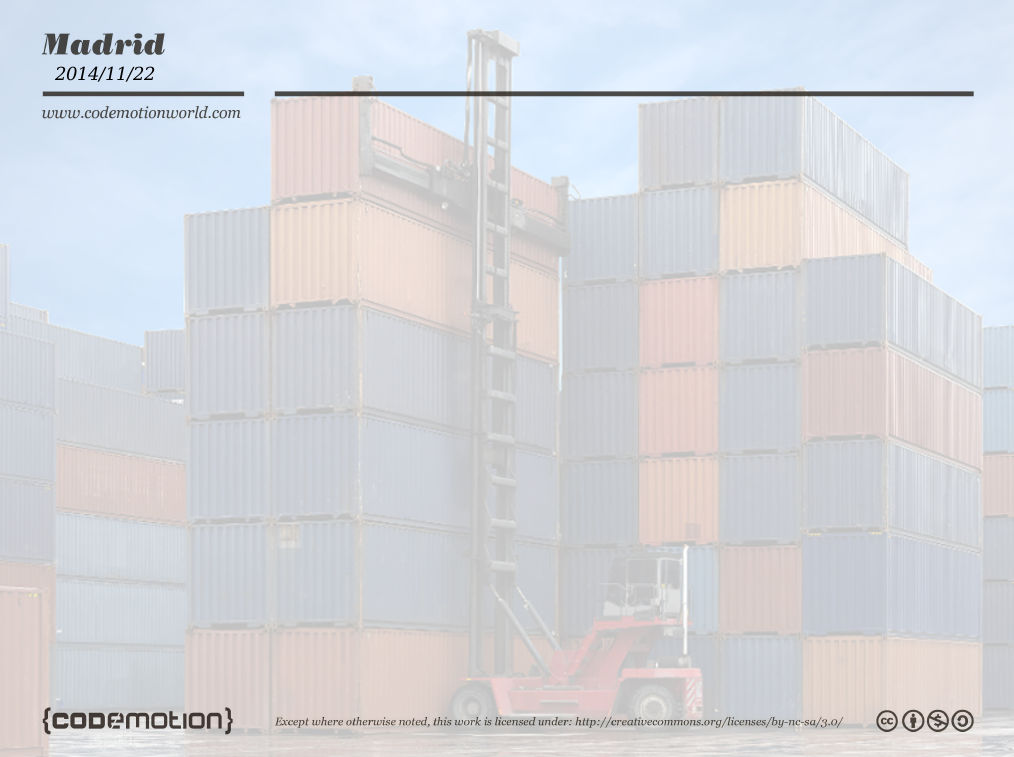 Madrid
2014/11/22
www.codemotionworld.com
{codemotion}
Except where otherwise noted, this work is licensed under: http://creativecommons.org/licenses/by-nc-sa/3.0/
cc